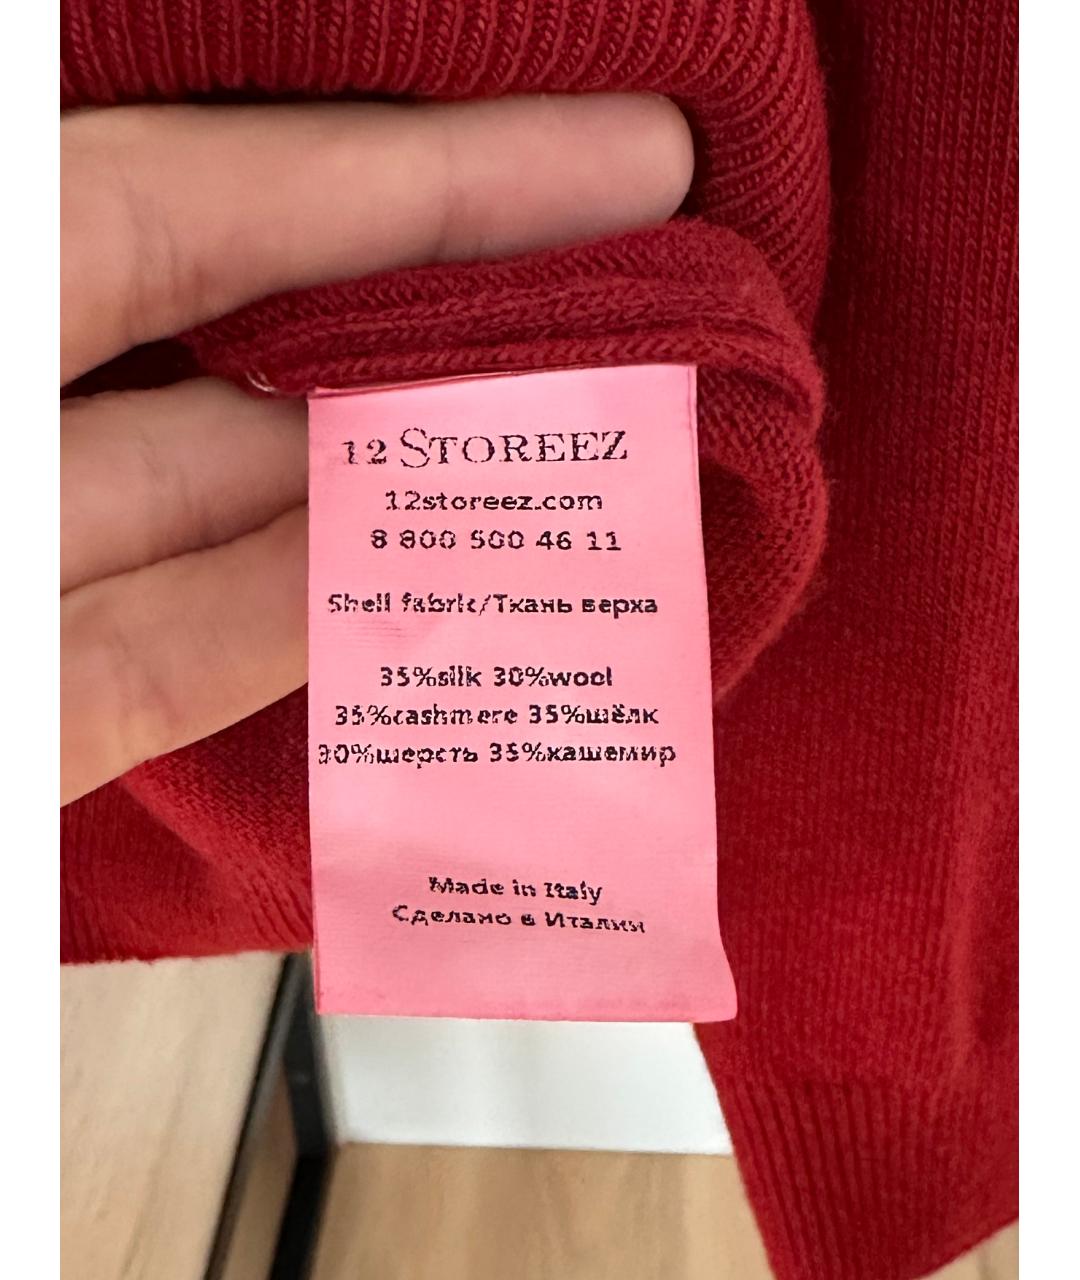 12 STOREEZ
12storeez.com
8 800 500 46 11
Shell fabric/Ткань верха
35%silk 30%wool
35%cashmere 35%шёлк
30%шерсть 35%кашемир
Made in Italy
Сделано в Италии